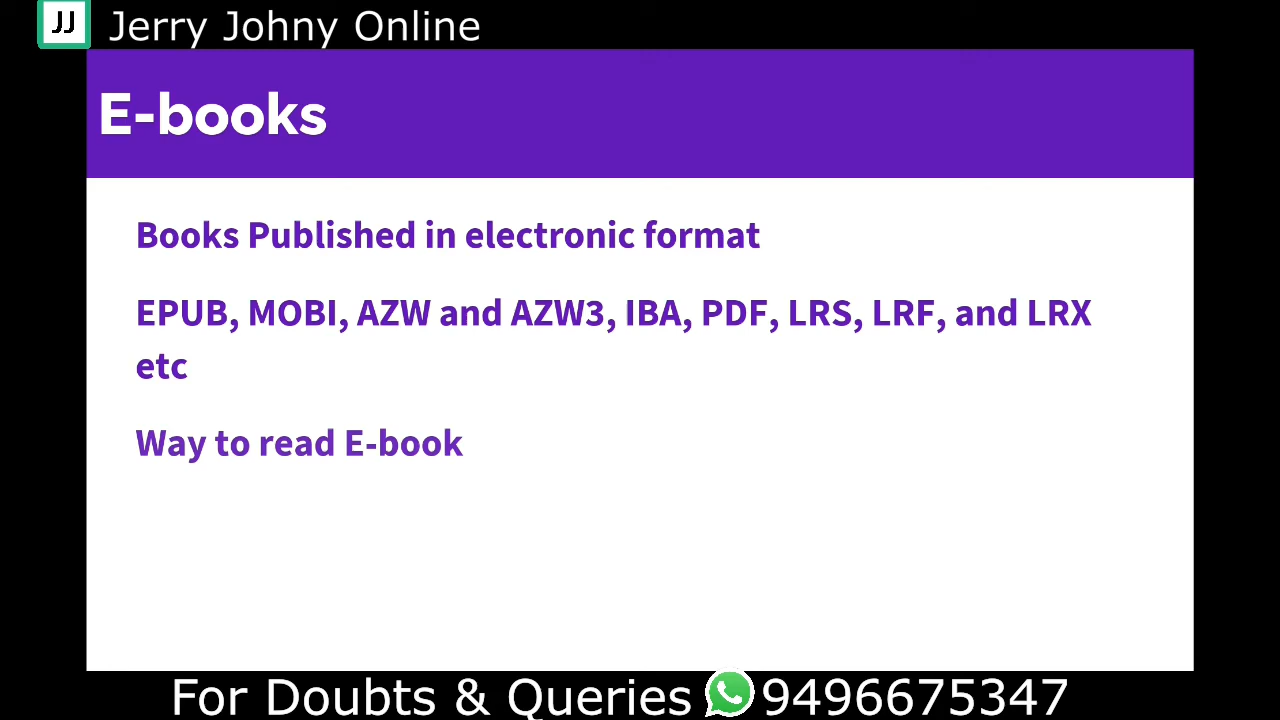 JJ Jerry Johny Online
E-books
Books Published in electronic format
EPUB, MOBI, AZW and AZW3, IBA, PDF, LRS, LRF, and LRX
etc
Way to read E-book
For Doubts & Queries 9496675347